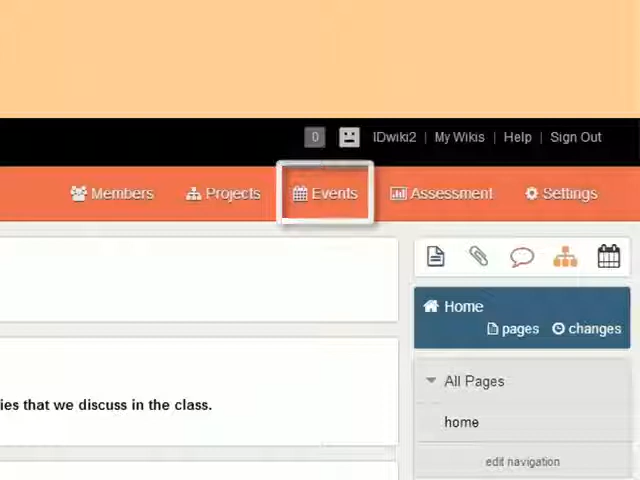 0 IDwiki2 | My Wikis | Help | Sign Out
Members Projects Events Assessment Settings
Home
pages changes
All Pages
ies that we discuss in the class.
home
edit navigation